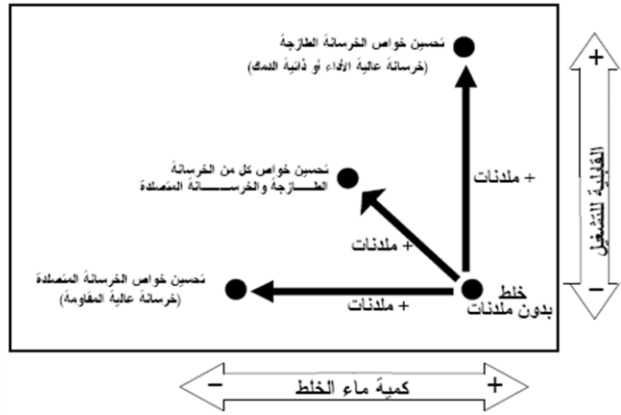 تحسين خواص الخرسانة الطازجة
(خرسانة عالية الأداء أو ذاتية الدمك)
+
القابلية للتشغيل
−
+ ملدنات
تحسين خواص كل من الخرسانة
الطازجة والخرسانة المتصلدة
+ ملدنات
تحسين خواص الخرسانة المتصلدة
(خرسانة عالية المقاومة)
+ ملدنات
خلط
بدون ملدنات
+ كمية ماء الخلط −